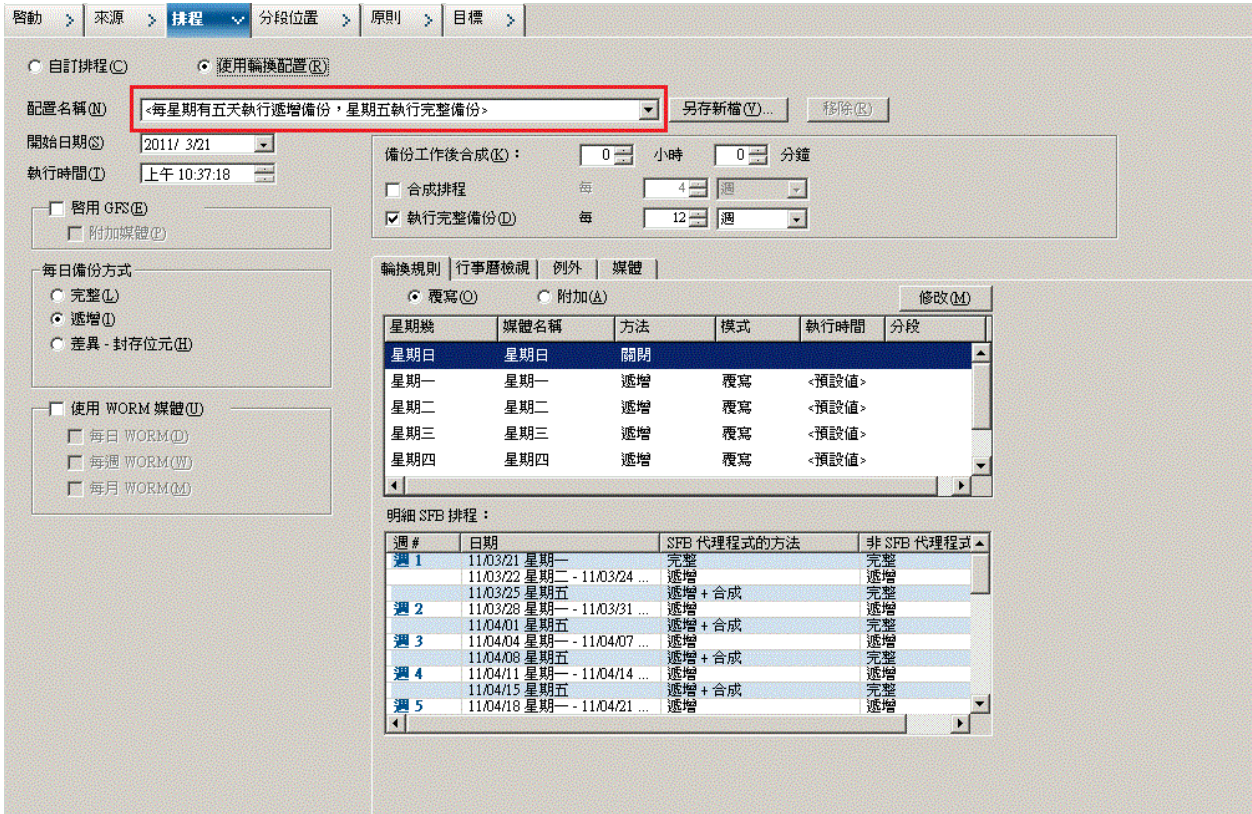 啓動 來源 排程 分段位置 原則 目標
自訂排程(C) 使用輪換配置(R)
配置名稱(N) <每星期有五天執行遞增備份，星期五執行完整備份> 另存新檔(V)... 移除(R)
開始日期(S) 2011/ 3/21
執行時間(T) 上午 10:37:18
啓用 GFS(E)
附加媒體(P)
每日備份方式
完整(L)
遞增(I)
差異 - 封存位元(H)
使用 WORM 媒體(U)
每日 WORM(D)
每週 WORM(W)
每月 WORM(M)
備份工作後合成(K)： 0 小時 0 分鐘
合成排程 每 4 週
執行完整備份(D) 每 12 週
輪換規則 行事曆檢視 例外 媒體
覆寫(O) 附加(A) 修改(M)
星期幾 媒體名稱 方法 模式 執行時間 分段
星期日 星期日 關閉
星期一 星期一 遞增 覆寫 <預設值>
星期二 星期二 遞增 覆寫 <預設值>
星期三 星期三 遞增 覆寫 <預設值>
星期四 星期四 遞增 覆寫 <預設值>
明細 SFB 排程：
週 # 日期 SFB 代理程式的方法 非 SFB 代理程式
週 1 11/03/21 星期一 完整 完整
11/03/22 星期二 - 11/03/24 ... 遞增 遞增
11/03/25 星期五 遞增 + 合成 完整
週 2 11/03/28 星期一 - 11/03/31 ... 遞增 遞增
11/04/01 星期五 遞增 + 合成 完整
週 3 11/04/04 星期一 - 11/04/07 ... 遞增 遞增
11/04/08 星期五 遞增 + 合成 完整
週 4 11/04/11 星期一 - 11/04/14 ... 遞增 遞增
11/04/15 星期五 遞增 + 合成 完整
週 5 11/04/18 星期一 - 11/04/21 ... 遞增 遞增